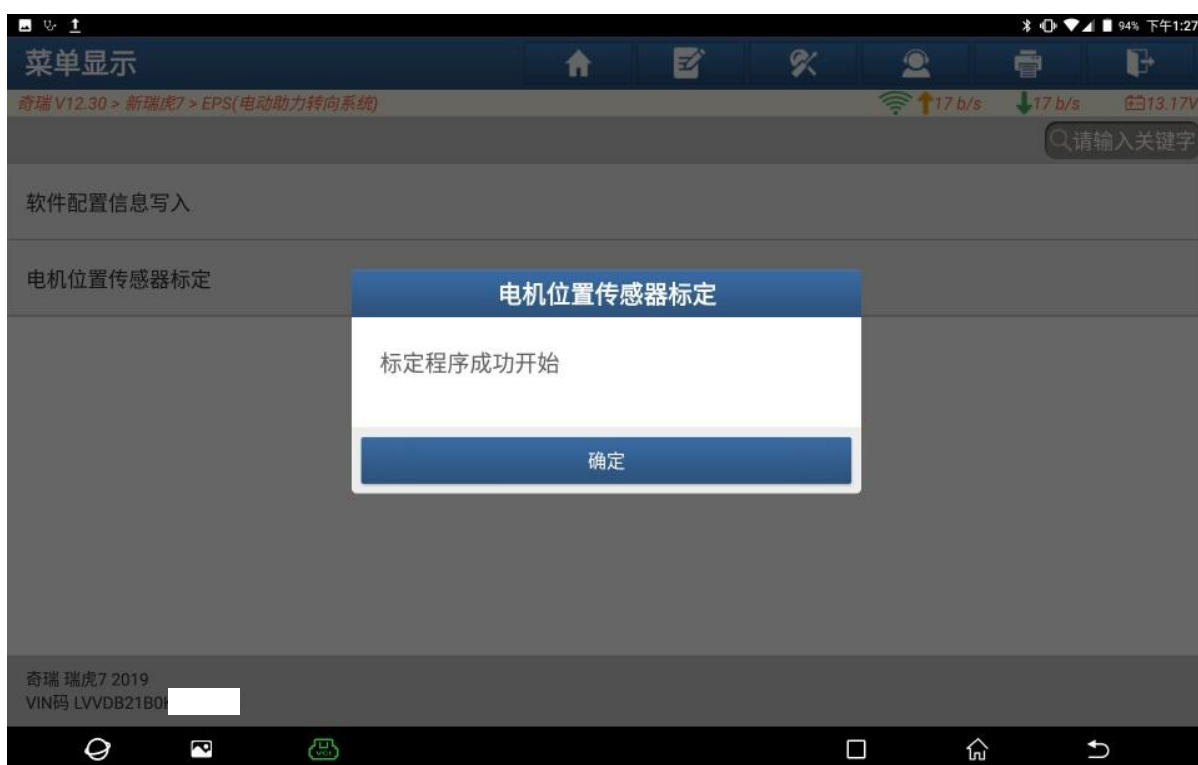 94% 下午1:27
菜单显示
奇瑞 V12.30 > 新瑞虎7 > EPS(电动助力转向系统)
17 b/s
17 b/s
13.17V
请输入关键字
软件配置信息写入
电机位置传感器标定
电机位置传感器标定
标定程序成功开始
确定
奇瑞 瑞虎7 2019
VIN码 LVVDB21B0
VCI